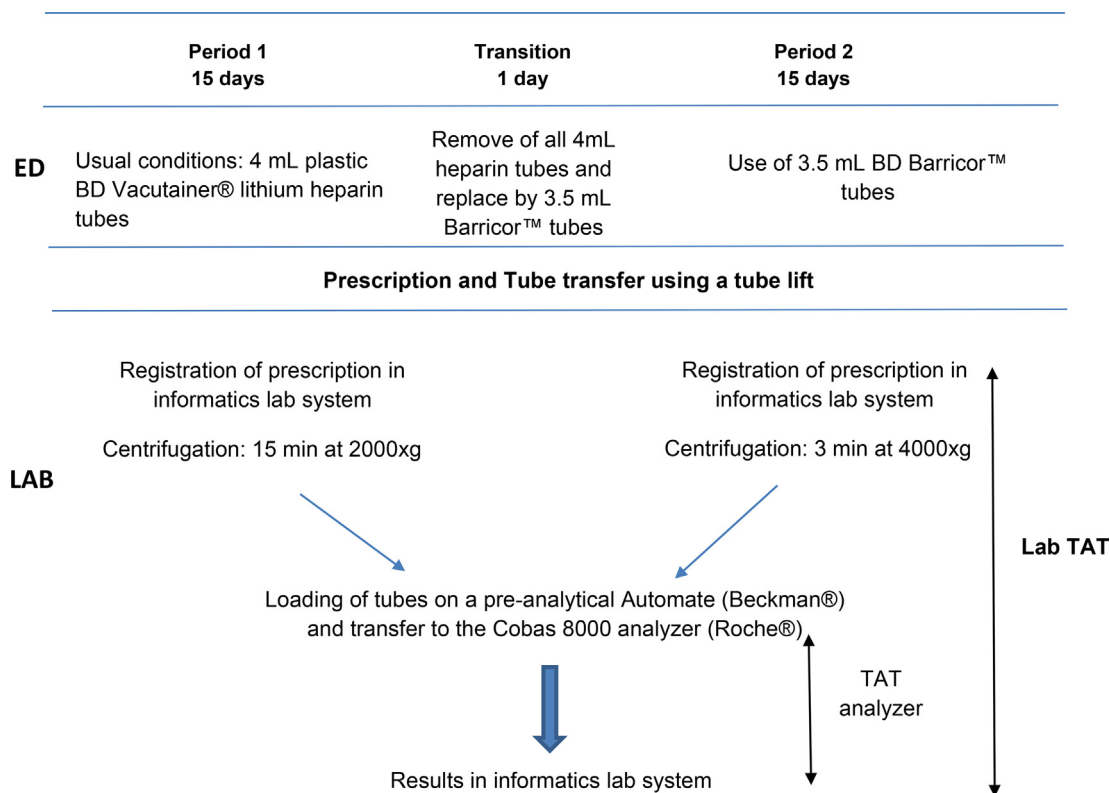 Period 1
15 days
Transition
1 day
Period 2
15 days
ED
Usual conditions: 4 mL plastic
BD Vacutainer® lithium heparin
tubes
Remove of all 4mL
heparin tubes and
replace by 3.5 mL
Barricor™ tubes
Use of 3.5 mL BD Barricor™
tubes
Prescription and Tube transfer using a tube lift
LAB
Registration of prescription in
informatics lab system
Centrifugation: 15 min at 2000xg
Registration of prescription in
informatics lab system
Centrifugation: 3 min at 4000xg
Lab TAT
Loading of tubes on a pre-analytical Automate (Beckman®)
and transfer to the Cobas 8000 analyzer (Roche®)
TAT
analyzer
Results in informatics lab system